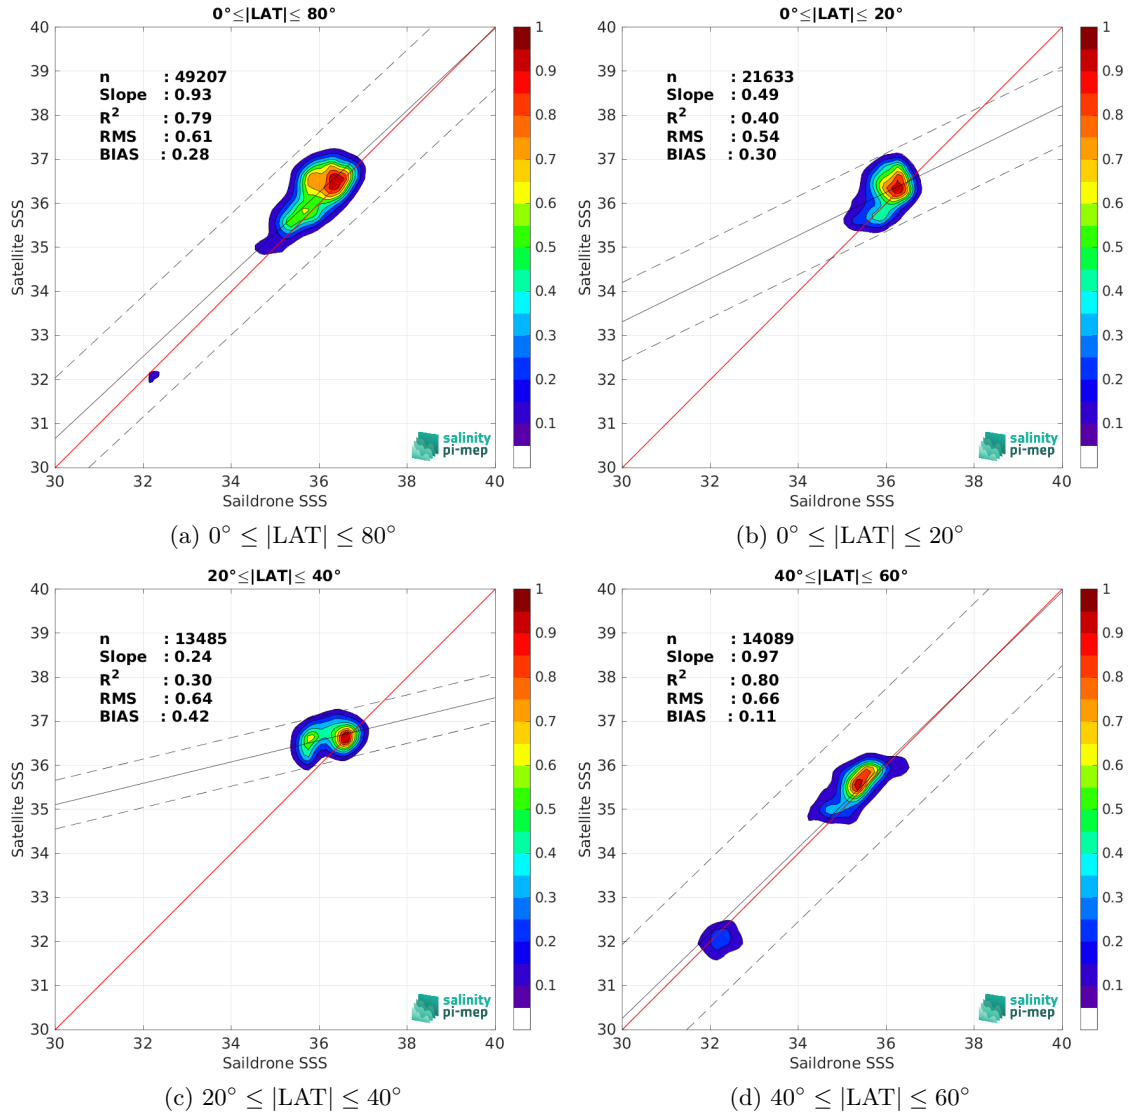 0°≤|LAT|≤ 80°
n : 49207
Slope : 0.93
R² : 0.79
RMS : 0.61
BIAS : 0.28
Satellite SSS
40
39
38
37
36
35
34
33
32
31
30
30 32 34 36 38 40
Saildrone SSS
salinity
pi-mep
1
0.9
0.8
0.7
0.6
0.5
0.4
0.3
0.2
0.1
(a) 0° ≤ |LAT| ≤ 80°
0°≤|LAT|≤ 20°
n : 21633
Slope : 0.49
R² : 0.40
RMS : 0.54
BIAS : 0.30
Satellite SSS
40
39
38
37
36
35
34
33
32
31
30
30 32 34 36 38 40
Saildrone SSS
salinity
pi-mep
1
0.9
0.8
0.7
0.6
0.5
0.4
0.3
0.2
0.1
(b) 0° ≤ |LAT| ≤ 20°
20°≤|LAT|≤ 40°
n : 13485
Slope : 0.24
R² : 0.30
RMS : 0.64
BIAS : 0.42
Satellite SSS
40
39
38
37
36
35
34
33
32
31
30
30 32 34 36 38 40
Saildrone SSS
salinity
pi-mep
1
0.9
0.8
0.7
0.6
0.5
0.4
0.3
0.2
0.1
(c) 20° ≤ |LAT| ≤ 40°
40°≤|LAT|≤ 60°
n : 14089
Slope : 0.97
R² : 0.80
RMS : 0.66
BIAS : 0.11
Satellite SSS
40
39
38
37
36
35
34
33
32
31
30
30 32 34 36 38 40
Saildrone SSS
salinity
pi-mep
1
0.9
0.8
0.7
0.6
0.5
0.4
0.3
0.2
0.1
(d) 40° ≤ |LAT| ≤ 60°